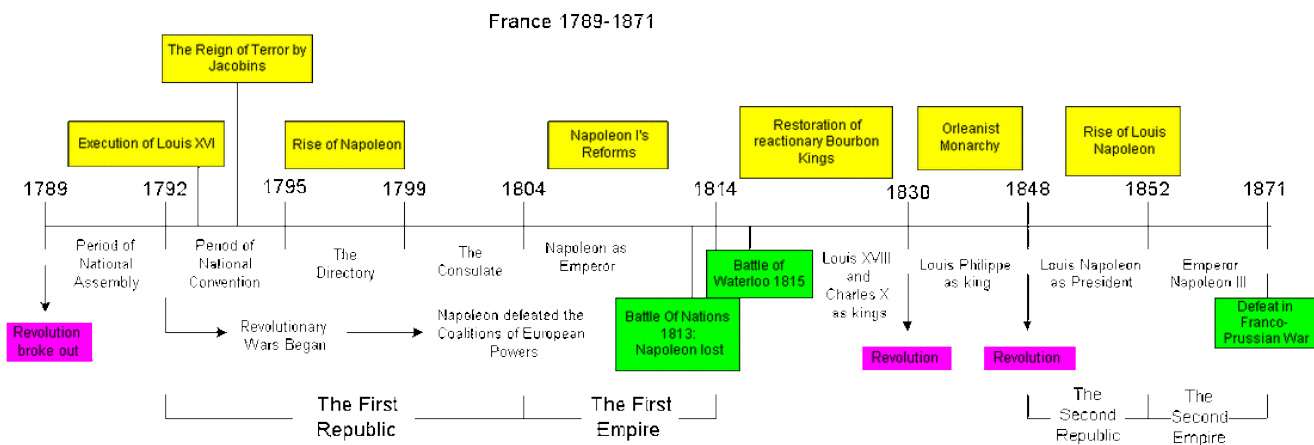 France 1789-1871
The Reign of Terror by
Jacobins
Execution of Louis XVI
Rise of Napoleon
Napoleon I's
Reforms
Restoration of
reactionary Bourbon
Kings
Orleanist
Monarchy
Rise of Louis
Napoleon
1789
1792
1795
1799
1804
1814
1830
1848
1852
1871
Period of
National
Assembly
Period of
National
Convention
The
Directory
The
Consulate
Napoleon as
Emperor
Battle of
Waterloo 1815
Louis XVIII
and
Charles X
as kings
Louis Philippe
as king
Louis Napoleon
as President
Emperor
Napoleon III
Revolution
broke out
Revolutionary
Wars Began
Napoleon defeated the
Coalitions of European
Powers
Battle Of Nations
1813:
Napoleon lost
Revolution
Revolution
Defeat in
Franco-
Prussian War
The First
Republic
The First
Empire
The
Second
Republic
The
Second
Empire